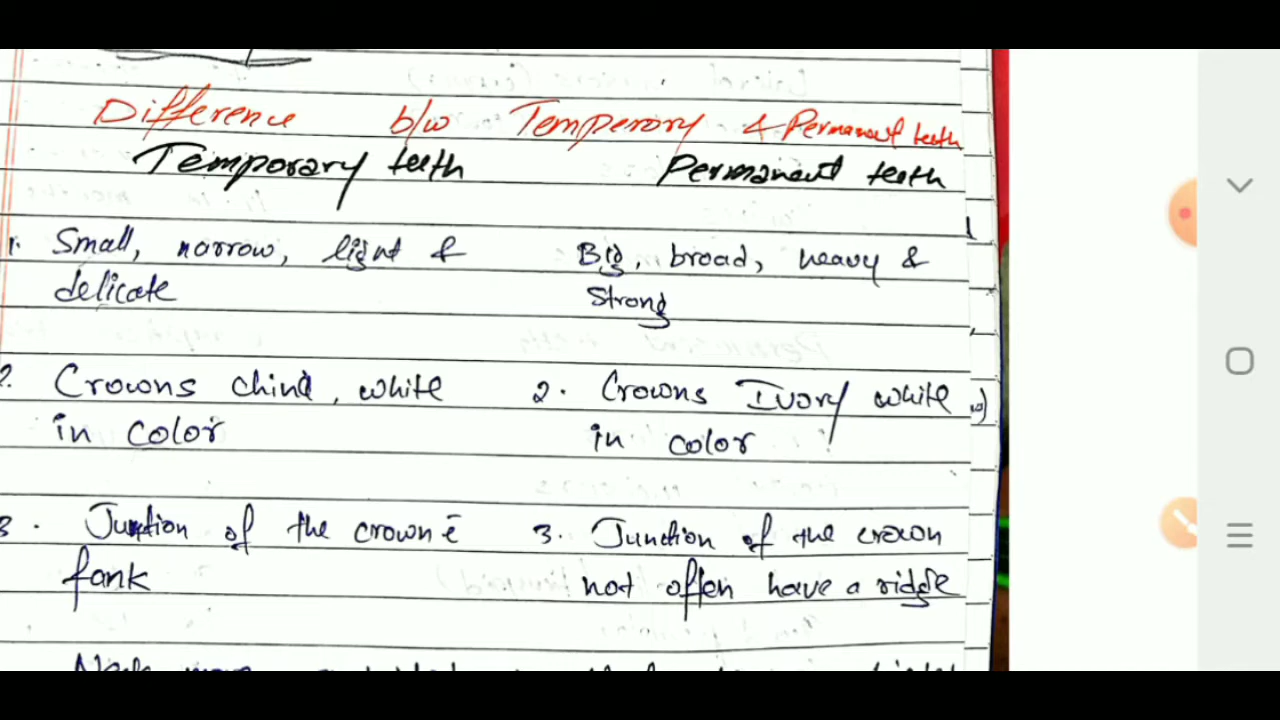 Difference b/w Temperory & Permanent teeth
Temporary teeth Permanent teeth
1. Small, narrow, light & Big, broad, heavy &
delicate Strong
2. Crowns china, white 2. Crowns Ivory white
in color in color
3. Junction of the crown c̄ 3. Junction of the crown
fank not often have a ridge